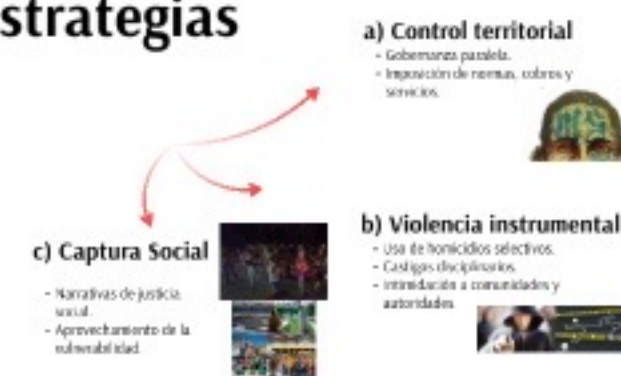 strategias
a) Control territorial
- Gobernanza paralela.
- Imposición de normas, cobros y
servicios.
b) Violencia instrumental
- Uso de homicidios selectivos.
- Castigos disciplinarios.
- Intimidación a comunidades y
autoridades.
c) Captura Social
- Narrativas de justicia
social.
- Aprovechamiento de la
vulnerabilidad.
MS